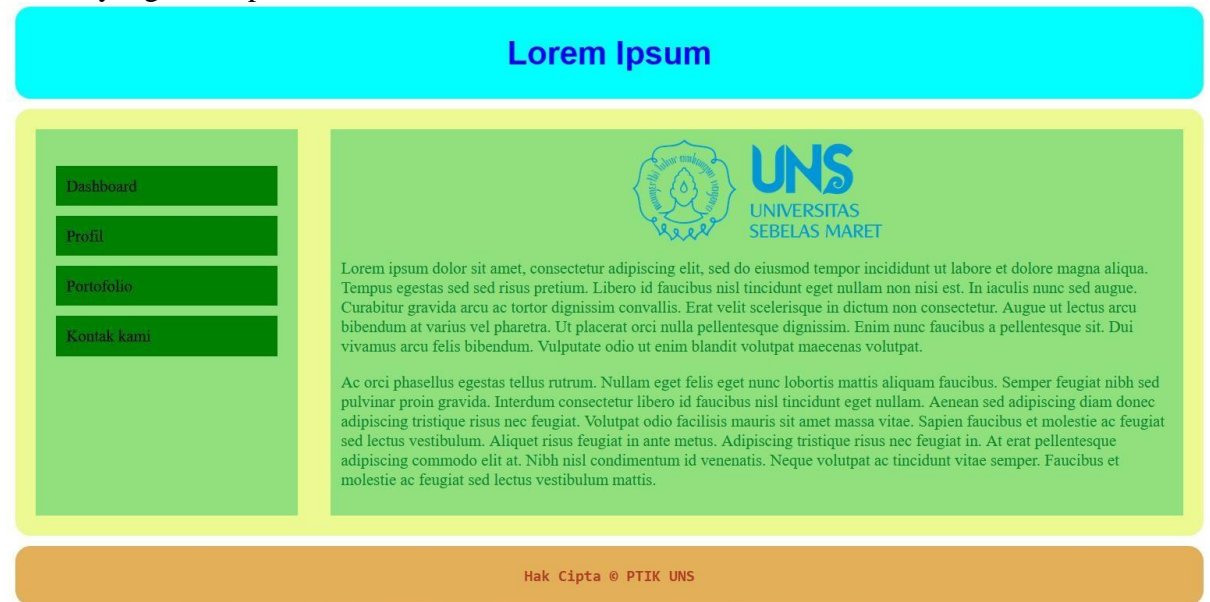 Lorem Ipsum
Dashboard
Profil
Portofolio
Kontak kami
UNS
UNIVERSITAS
SEBELAS MARET
Lorem ipsum dolor sit amet, consectetur adipiscing elit, sed do eiusmod tempor incididunt ut labore et dolore magna aliqua.
Tempus egestas sed sed risus pretium. Libero id faucibus nisl tincidunt eget nullam non nisi est. In iaculis nunc sed augue.
Curabitur gravida arcu ac tortor dignissim convallis. Erat velit scelerisque in dictum non consectetur. Augue ut lectus arcu
bibendum at varius vel pharetra. Ut placerat orci nulla pellentesque dignissim. Enim nunc faucibus a pellentesque sit. Dui
vivamus arcu felis bibendum. Vulputate odio ut enim blandit volutpat maecenas volutpat.
Ac orci phasellus egestas tellus rutrum. Nullam eget felis eget nunc lobortis mattis aliquam faucibus. Semper feugiat nibh sed
pulvinar proin gravida. Interdum consectetur libero id faucibus nisl tincidunt eget nullam. Aenean sed adipiscing diam donec
adipiscing tristique risus nec feugiat. Volutpat odio facilisis mauris sit amet massa vitae. Sapien faucibus et molestie ac feugiat
sed lectus vestibulum. Aliquet risus feugiat in ante metus. Adipiscing tristique risus nec feugiat in. At erat pellentesque
adipiscing commodo elit at. Nibh nisl condimentum id venenatis. Neque volutpat ac tincidunt vitae semper. Faucibus et
molestie ac feugiat sed lectus vestibulum mattis.
Hak Cipta © PTIK UNS